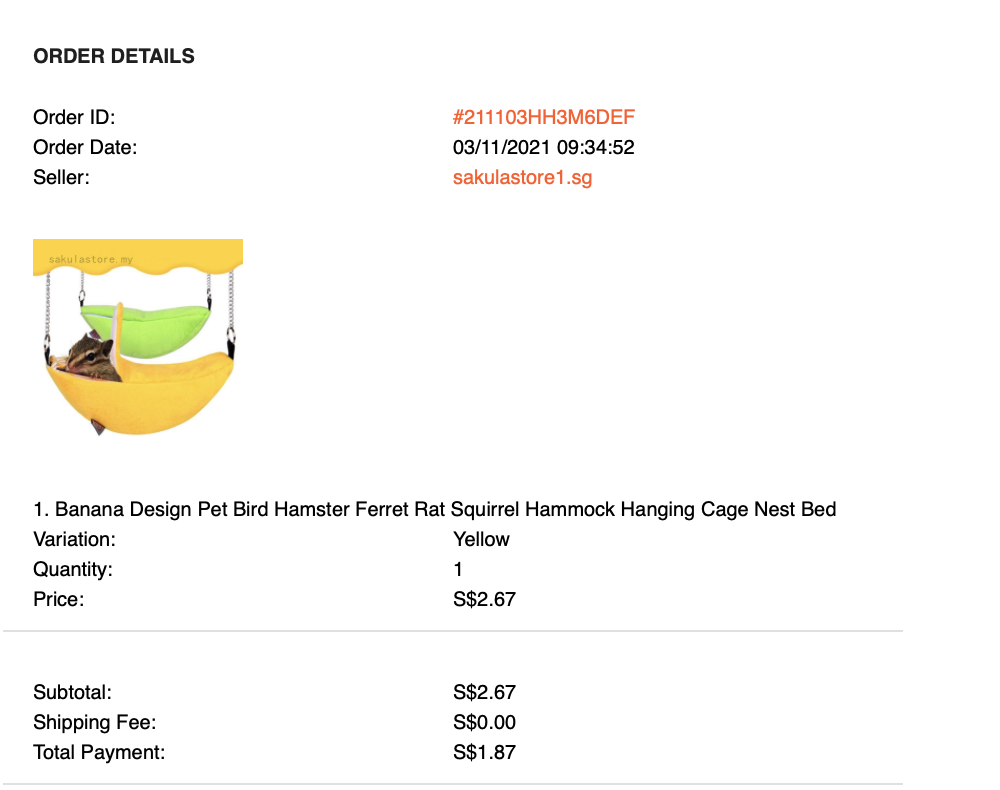 ORDER DETAILS
Order ID: #211103HH3M6DEF
Order Date: 03/11/2021 09:34:52
Seller: sakulastore1.sg
sakulastore.my
1. Banana Design Pet Bird Hamster Ferret Rat Squirrel Hammock Hanging Cage Nest Bed
Variation: Yellow
Quantity: 1
Price: S$2.67
Subtotal: S$2.67
Shipping Fee: S$0.00
Total Payment: S$1.87